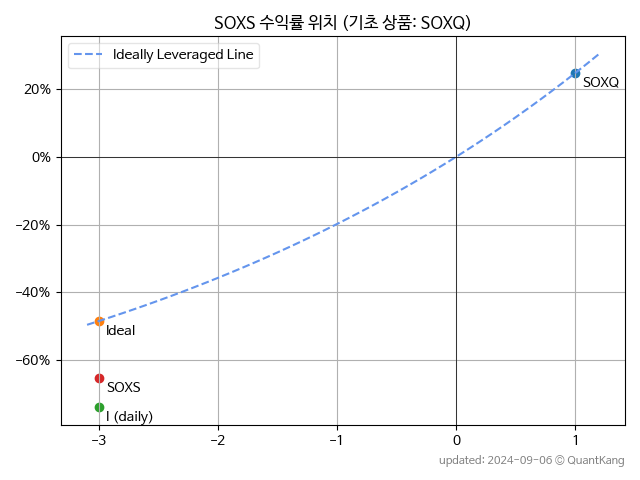 SOXS 수익률 위치 (기초 상품: SOXQ)
Ideally Leveraged Line
20%
0%
−20%
−40%
−60%
SOXQ
Ideal
SOXS
I (daily)
−3
−2
−1
0
1
updated: 2024-09-06 © QuantKang